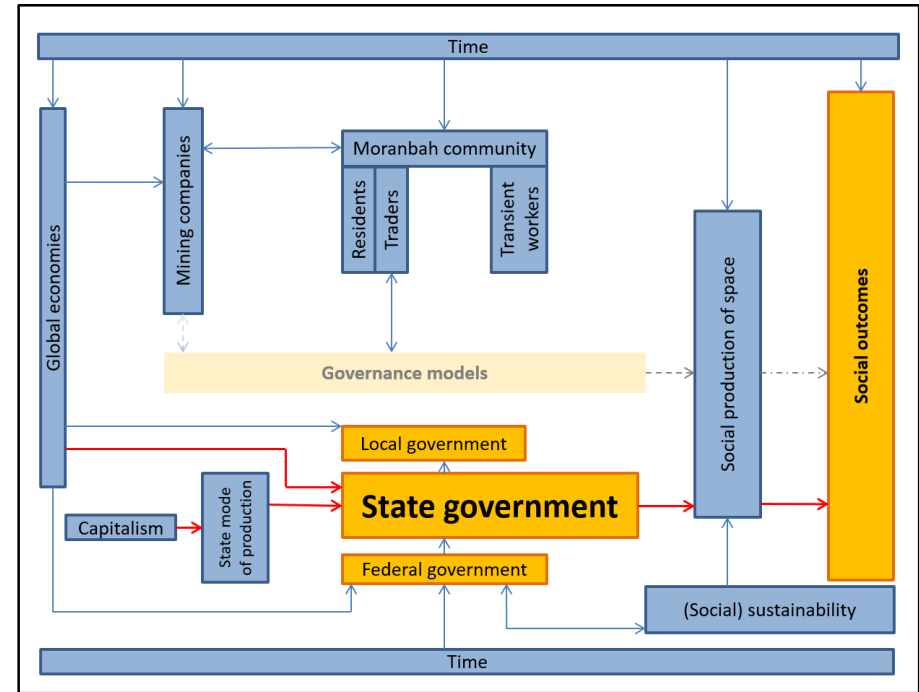 Time
Global economies
Mining companies
Moranbah community
Residents
Traders
Transient
workers
Governance models
Social production of space
Social outcomes
Local government
State government
Capitalism
State mode
of production
Federal government
(Social) sustainability
Time